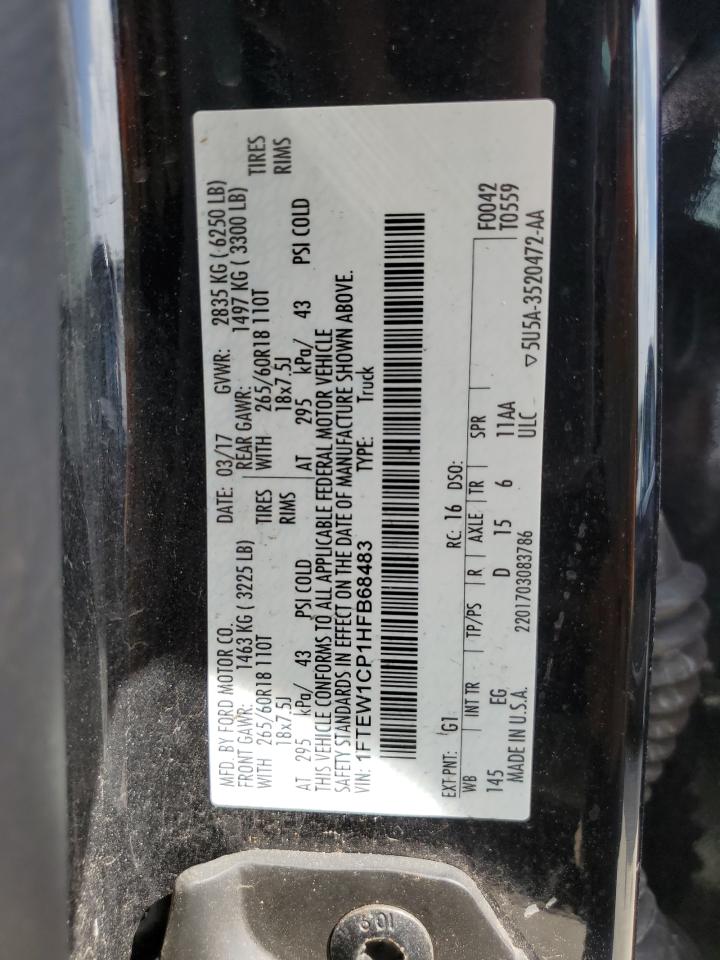 MFD. BY FORD MOTOR CO. DATE: 03/17 GVWR: 2835 KG ( 6250 LB)
FRONT GAWR: 1463 KG ( 3225 LB) REAR GAWR: 1497 KG ( 3300 LB)
WITH 265/60R18 110T TIRES WITH 265/60R18 110T TIRES
18x7.5J RIMS 18x7.5J RIMS
AT 295 kPa/ 43 PSI COLD AT 295 kPa/ 43 PSI COLD
THIS VEHICLE CONFORMS TO ALL APPLICABLE FEDERAL MOTOR VEHICLE
SAFETY STANDARDS IN EFFECT ON THE DATE OF MANUFACTURE SHOWN ABOVE.
VIN: 1FTEW1CP1HFB68483 TYPE: Truck
EXT-PNT: G1 RC: 16 DSO: F0042
WB INT TR TP/PS R AXLE TR SPR T0559
145 EG D 15 6 11AA
ULC
MADE IN U.S.A. 2201703083786 ▽5U5A-3520472-AA
10.9